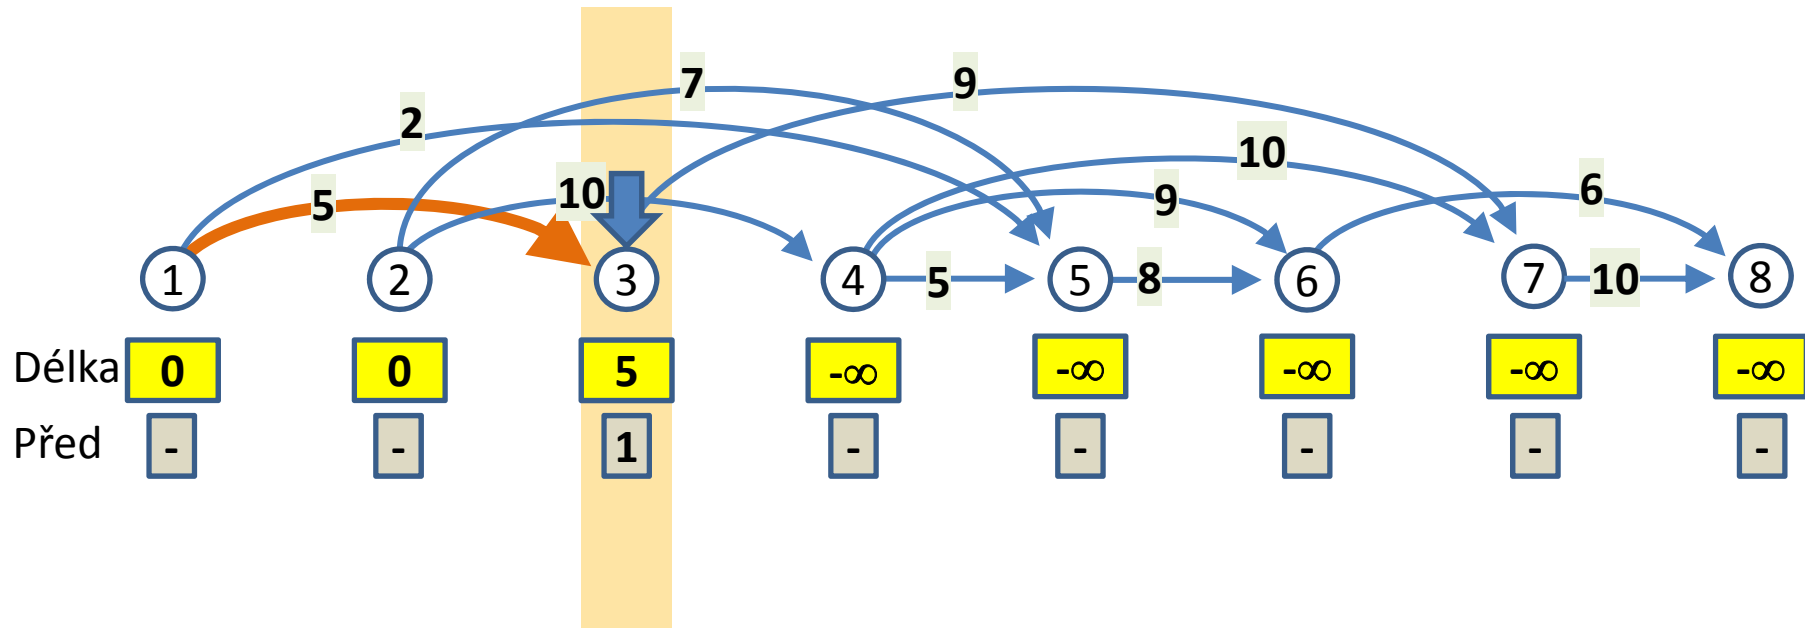 7 9
2
10
5 10 9 6
1 2 3 4 5 5 8 6 7 10 8
Délka 0 0 5 -∞ -∞ -∞ -∞ -∞
Před - - 1 - - - - -